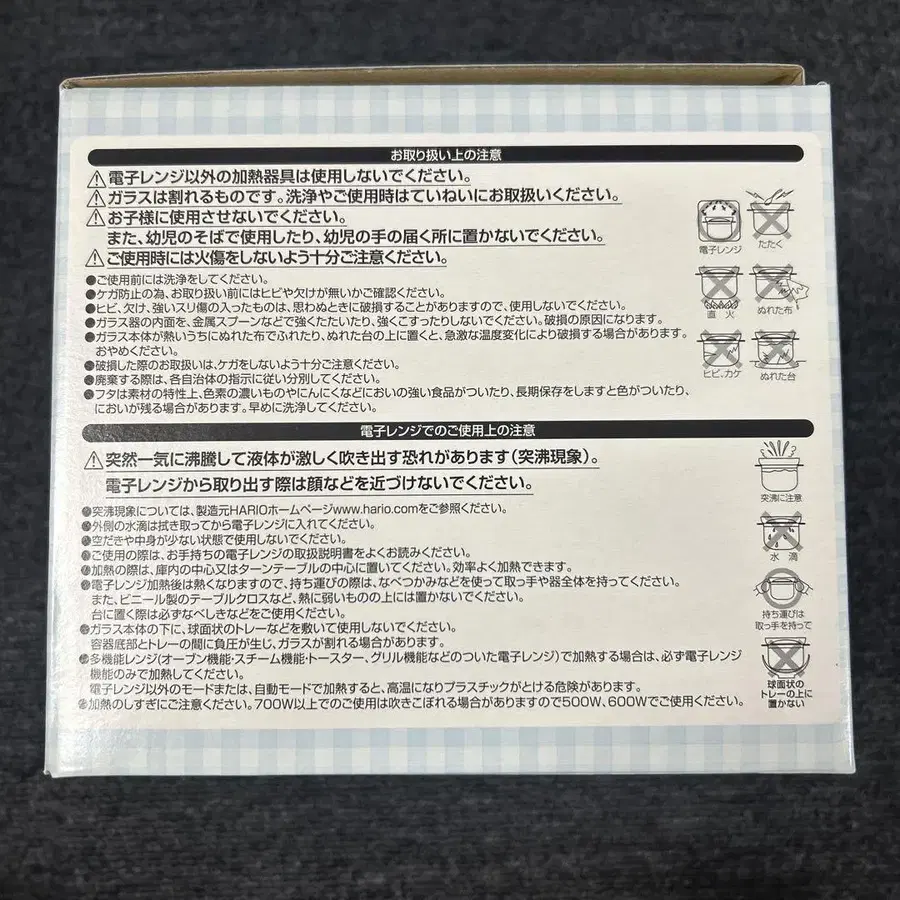 お取り扱い上の注意
電子レンジ以外の加熱器具は使用しないでください。
ガラスは割れるものです。洗浄やご使用時はていねいにお取扱いください。
お子様に使用させないでください。
また、幼児のそばで使用したり、幼児の手の届く所に置かないでください。
ご使用時には火傷をしないよう十分ご注意ください。
●ご使用前には洗浄をしてください。
●ケガ防止の為、お取り扱い前にはヒビや欠けが無いかご確認ください。
●ヒビ、欠け、強いスリ傷の入ったものは、思わぬときに破損することがありますので、使用しないでください。
●ガラス器の内面を、金属スプーンなどで強くたたいたり、強くこすったりしないでください。破損の原因になります。
●ガラス本体が熱いうちにぬれた布でふれたり、ぬれた台の上に置くと、急激な温度変化により破損する場合があります。
おやめください。
●破損した際のお取扱いは、ケガをしないよう十分ご注意ください。
●廃棄する際は、各自治体の指示に従い分別してください。
●フタは素材の特性上、色素の濃いものやにんにくなどにおいの強い食品がついたり、長期保存をしますと色がついたり、
においが残る場合があります。早めに洗浄してください。
電子レンジ
たたく
直火
ぬれた布
ヒビ、カケ
ぬれた台
電子レンジでのご使用上の注意
突然一気に沸騰して液体が激しく吹き出す恐れがあります(突沸現象)。
電子レンジから取り出す際は顔などを近づけないでください。
●突沸現象については、製造元HARIOホームページwww.hario.comをご参照ください。
●外側の水滴は拭き取ってから電子レンジに入れてください。
●空だきや中身が少ない状態で使用しないでください。
●ご使用の際は、お手持ちの電子レンジの取扱説明書をよくお読みください。
●加熱の際は、庫内の中心又はターンテーブルの中心に置いてください。効率よく加熱できます。
●電子レンジ加熱後は熱くなりますので、持ち運びの際は、なべつかみなどを使って取っ手や器全体を持ってください。
また、ビニール製のテーブルクロスなど、熱に弱いものの上には置かないでください。
台に置く際は必ずなべしきなどをご使用ください。
●ガラス本体の下に、球面状のトレーなどを敷いて使用しないでください。
容器底部とトレーの間に負圧が生じ、ガラスが割れる場合があります。
●多機能レンジ(オーブン機能・スチーム機能・トースター、グリル機能などのついた電子レンジ)で加熱する場合は、必ず電子レンジ
機能のみで加熱してください。
電子レンジ以外のモードまたは、自動モードで加熱すると、高温になりプラスチックがとける危険があります。
●加熱のしすぎにご注意ください。700W以上でのご使用は吹きこぼれる場合がありますので500W、600Wでご使用ください。
突沸に注意
水滴
持ち運びは
取っ手を持って
球面状の
トレーの上に
置かない